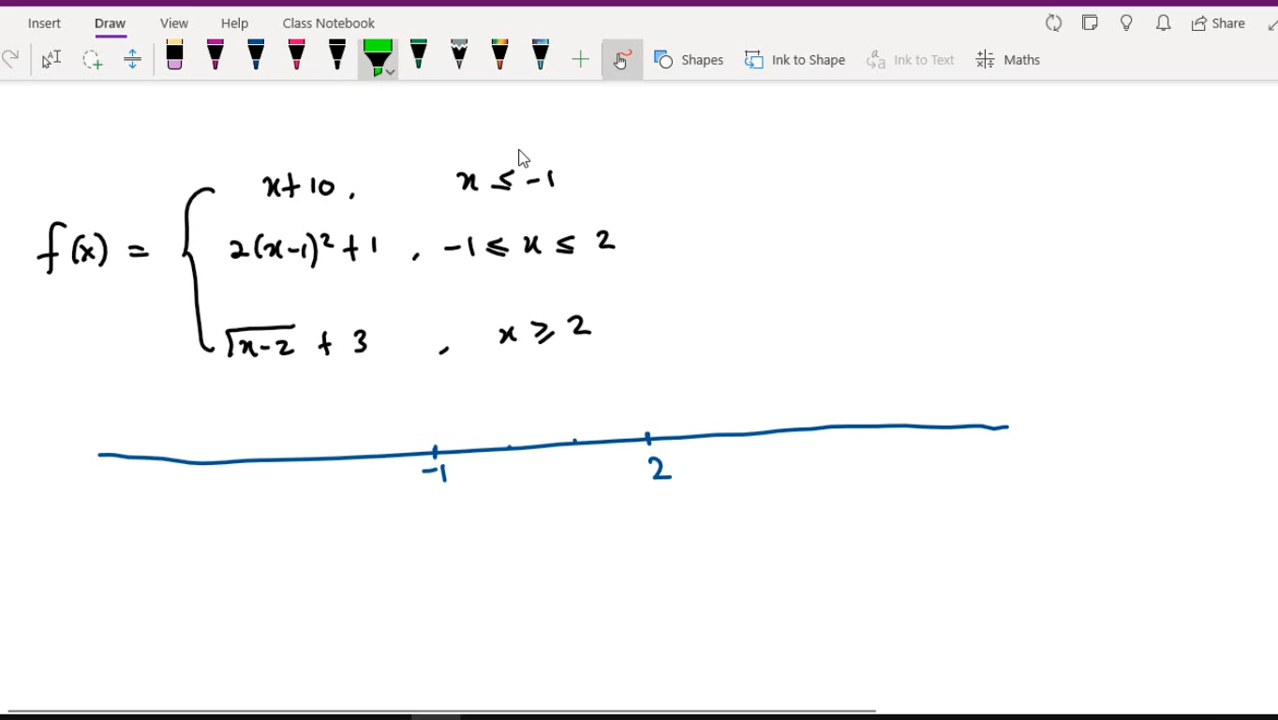 Insert Draw View Help Class Notebook Share
Shapes Ink to Shape Ink to Text Maths
x+10, x ≤ -1
f(x) = { 2(x-1)²+1, -1 ≤ x ≤ 2
√(x-2) + 3, x ≥ 2
-1 2